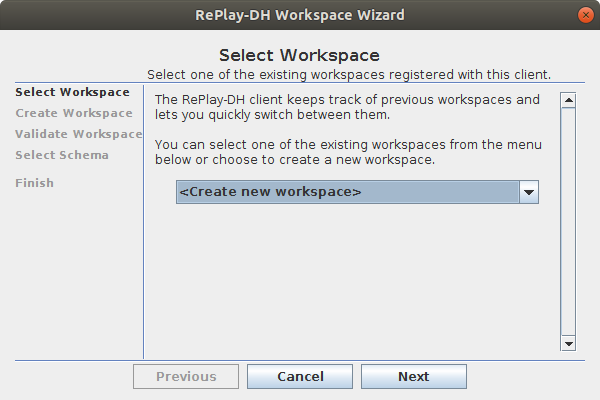 RePlay-DH Workspace Wizard
Select Workspace
Select one of the existing workspaces registered with this client.
Select Workspace
Create Workspace
Validate Workspace
Select Schema
Finish
The RePlay-DH client keeps track of previous workspaces and
lets you quickly switch between them.
You can select one of the existing workspaces from the menu
below or choose to create a new workspace.
<Create new workspace>
Previous
Cancel
Next